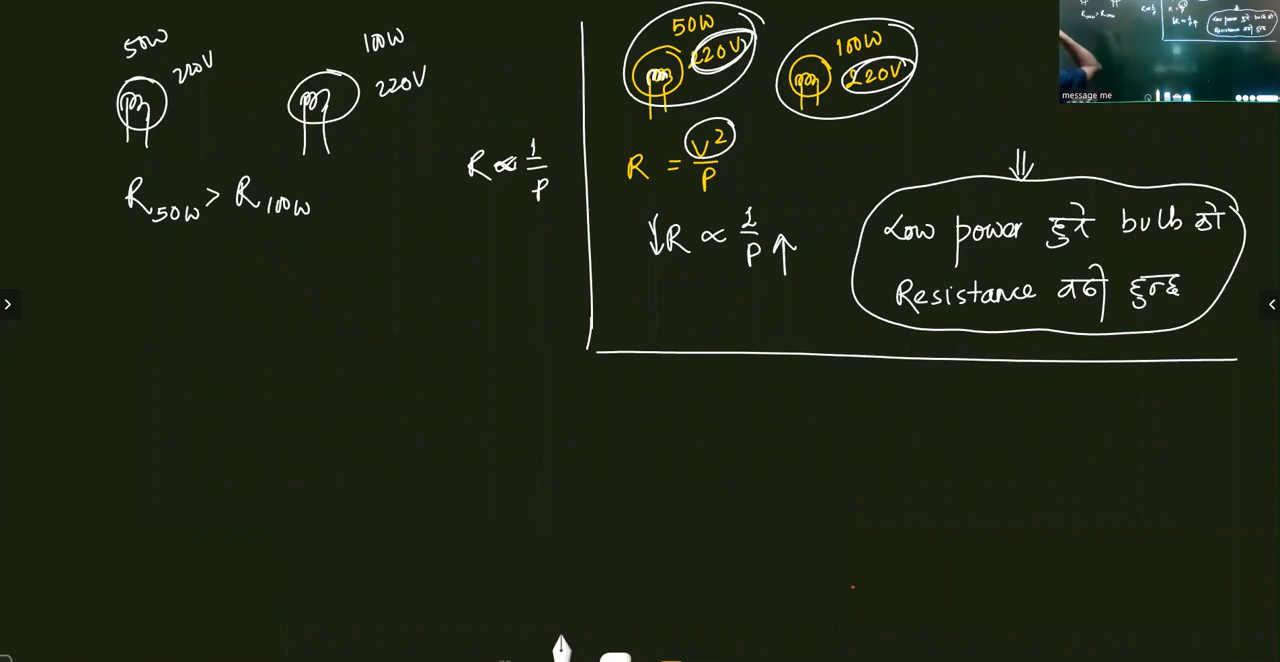 50W
220V
100W
220V
R50W > R100W
R ∝ 1/P
50W
220V
100W
220V
R = V²/P
↓R ∝ 1/P ↑
⇓
Low power हुने bulb को
Resistance बढी हुन्छ
message me